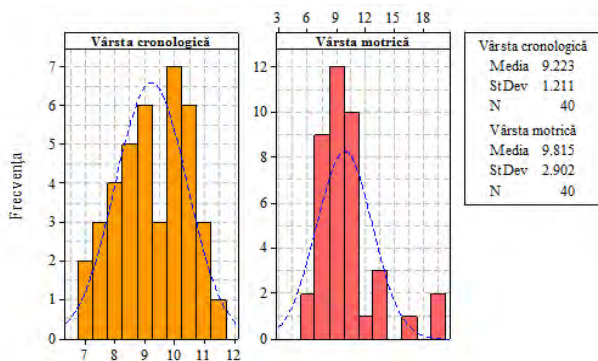 3 6 9 12 15 18
Vârsta cronologică
Vârsta motrică
Frecvența
7
6
5
4
3
2
1
0
12
10
8
6
4
2
0
7 8 9 10 11 12
Vârsta cronologică
Media 9.223
StDev 1.211
N 40
Vârsta motrică
Media 9.815
StDev 2.902
N 40